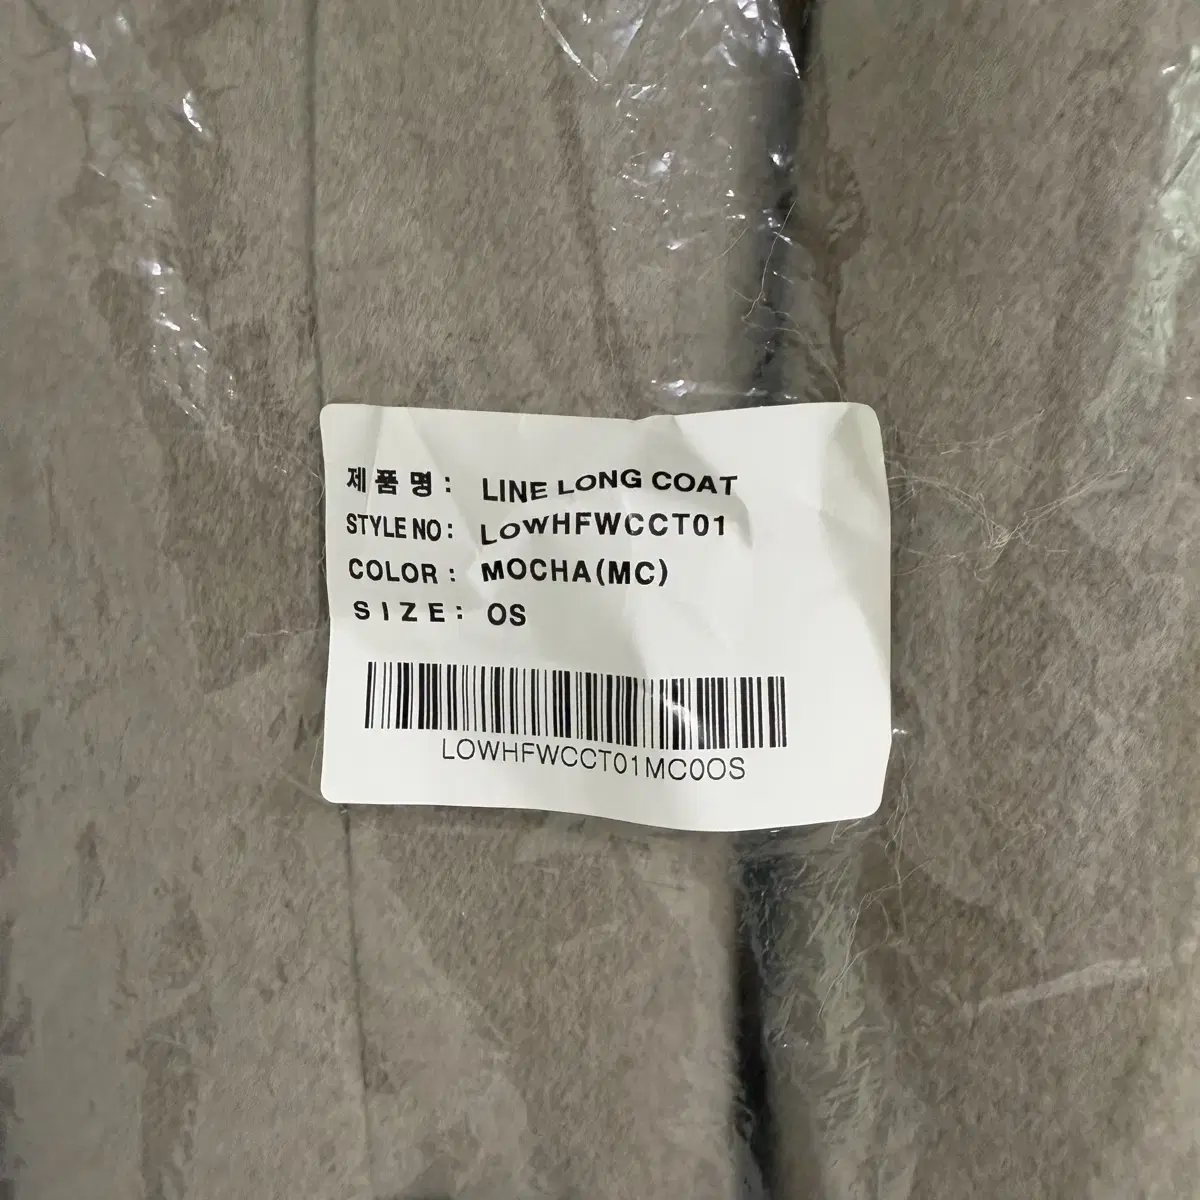 제품명: LINE LONG COAT
STYLE NO: LOWHFWCCT01
COLOR: MOCHA(MC)
SIZE: OS
LOWHFWCCT01MC0OS